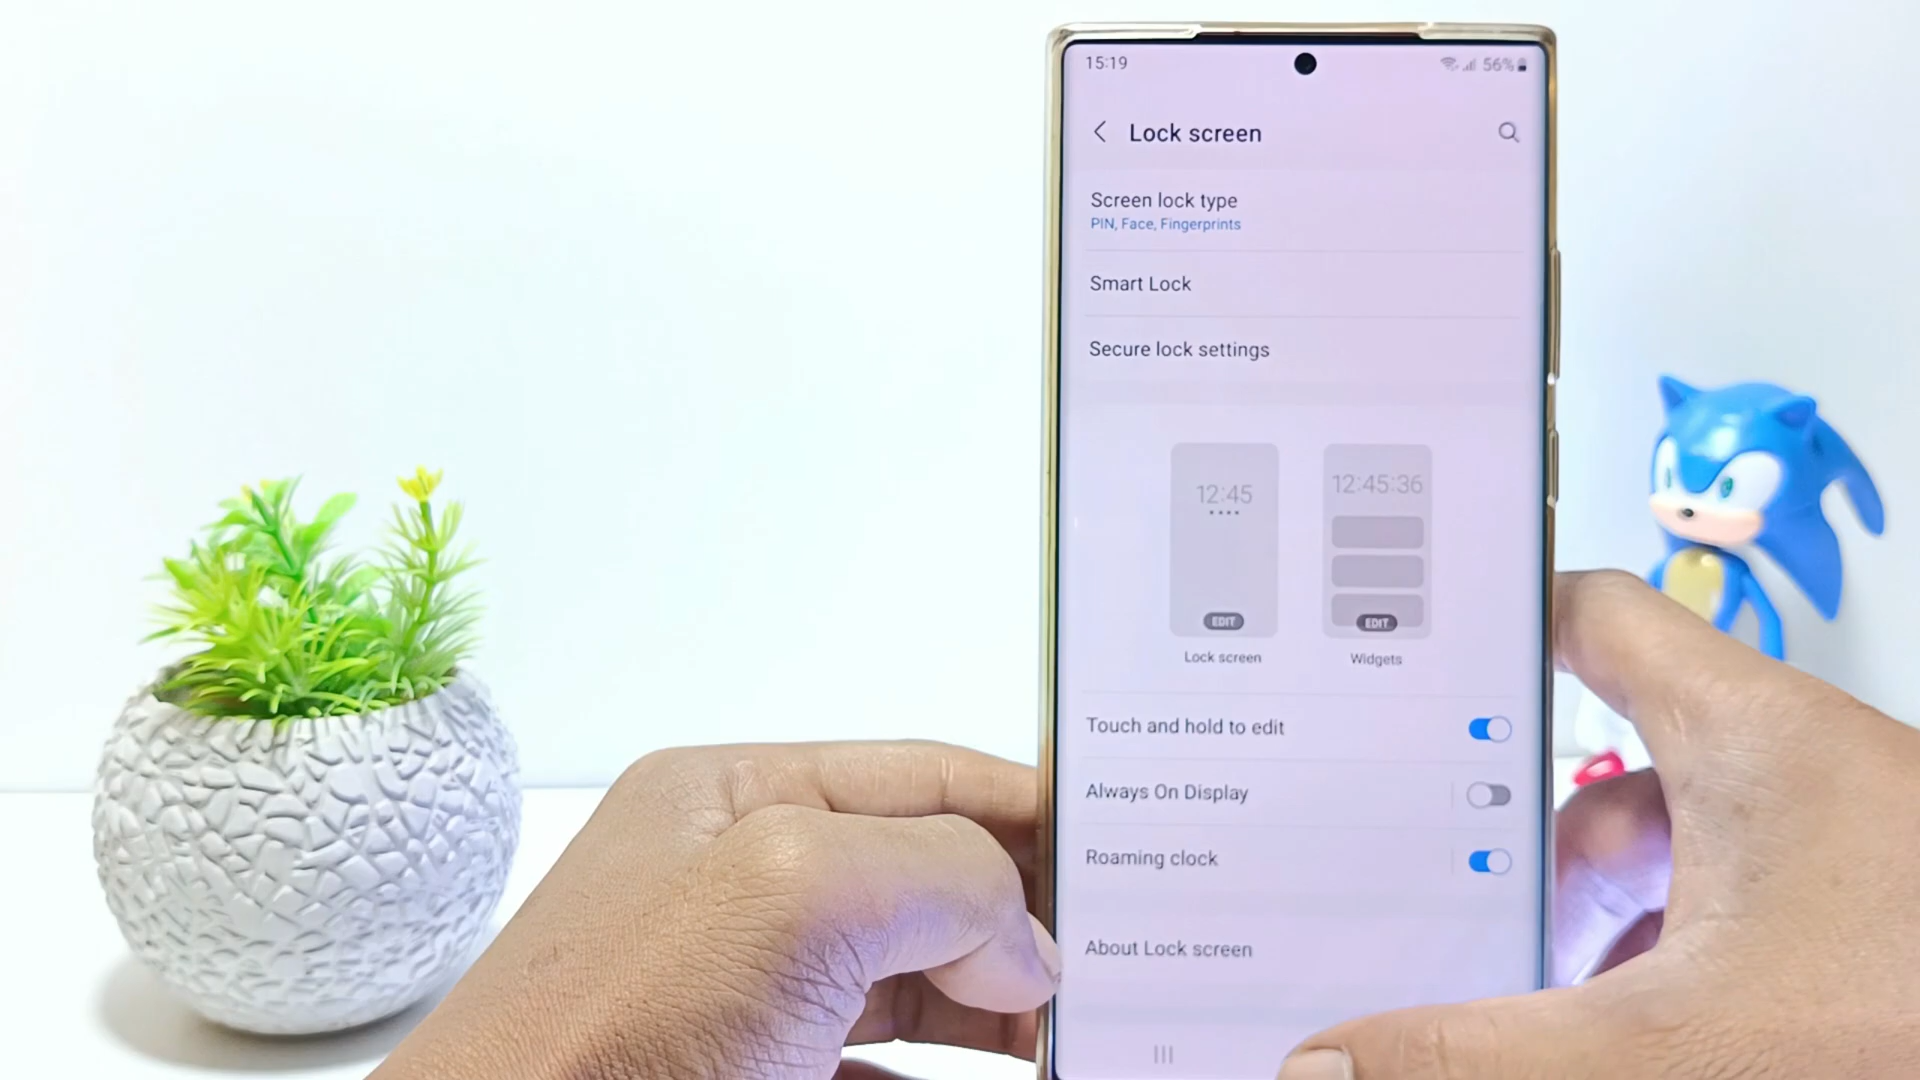 15:19
56%
Lock screen
Screen lock type
PIN, Face, Fingerprints
Smart Lock
Secure lock settings
12:45
EDIT
Lock screen
12:45:36
EDIT
Widgets
Touch and hold to edit
Always On Display
Roaming clock
About Lock screen